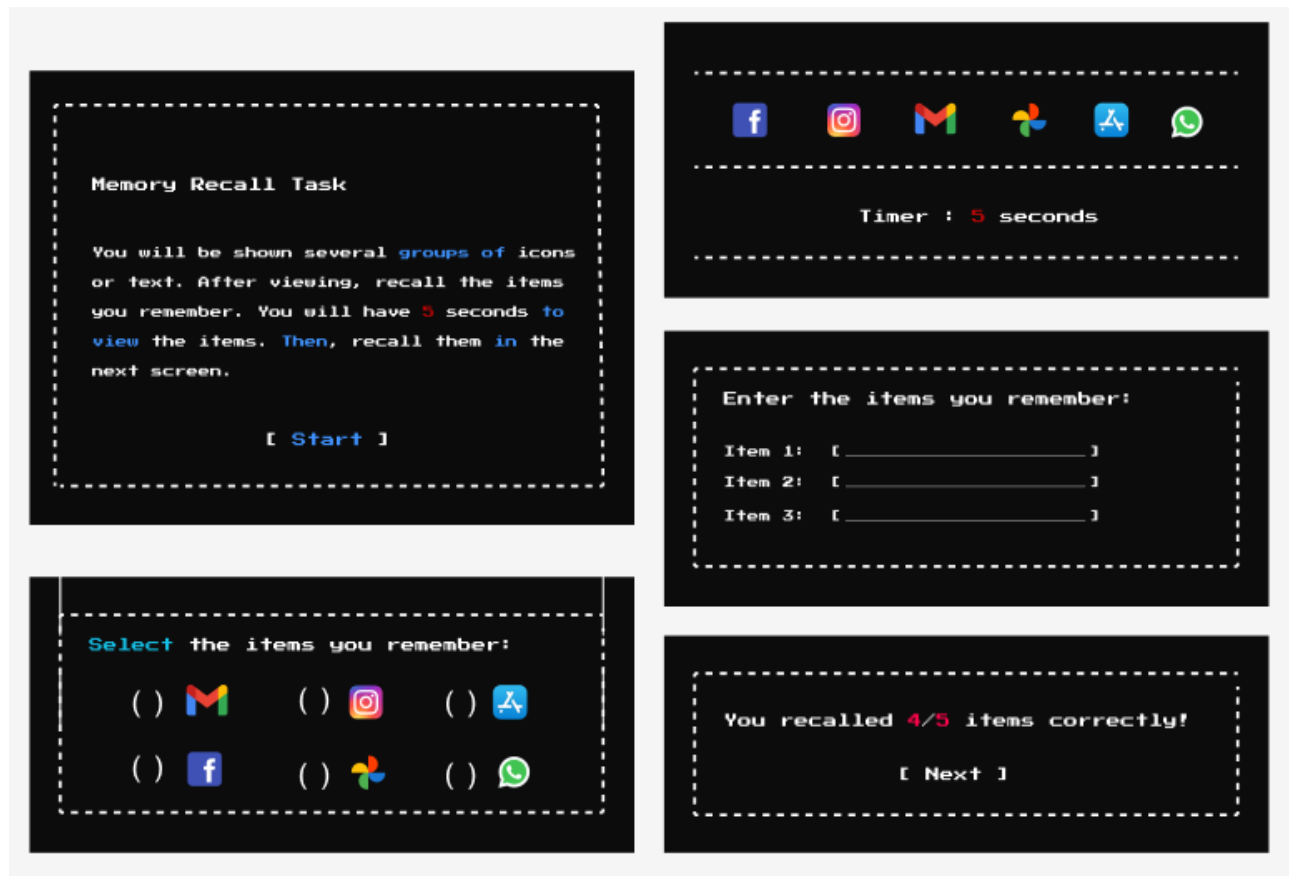 Memory Recall Task
You will be shown several groups of icons
or text. After viewing, recall the items
you remember. You will have 5 seconds to
view the items. Then, recall them in the
next screen.
[ Start ]
Timer : 5 seconds
Enter the items you remember:
Item 1: [____________________]
Item 2: [____________________]
Item 3: [____________________]
Select the items you remember:
( ) ( ) ( )
( ) ( ) ( )
You recalled 4/5 items correctly!
[ Next ]